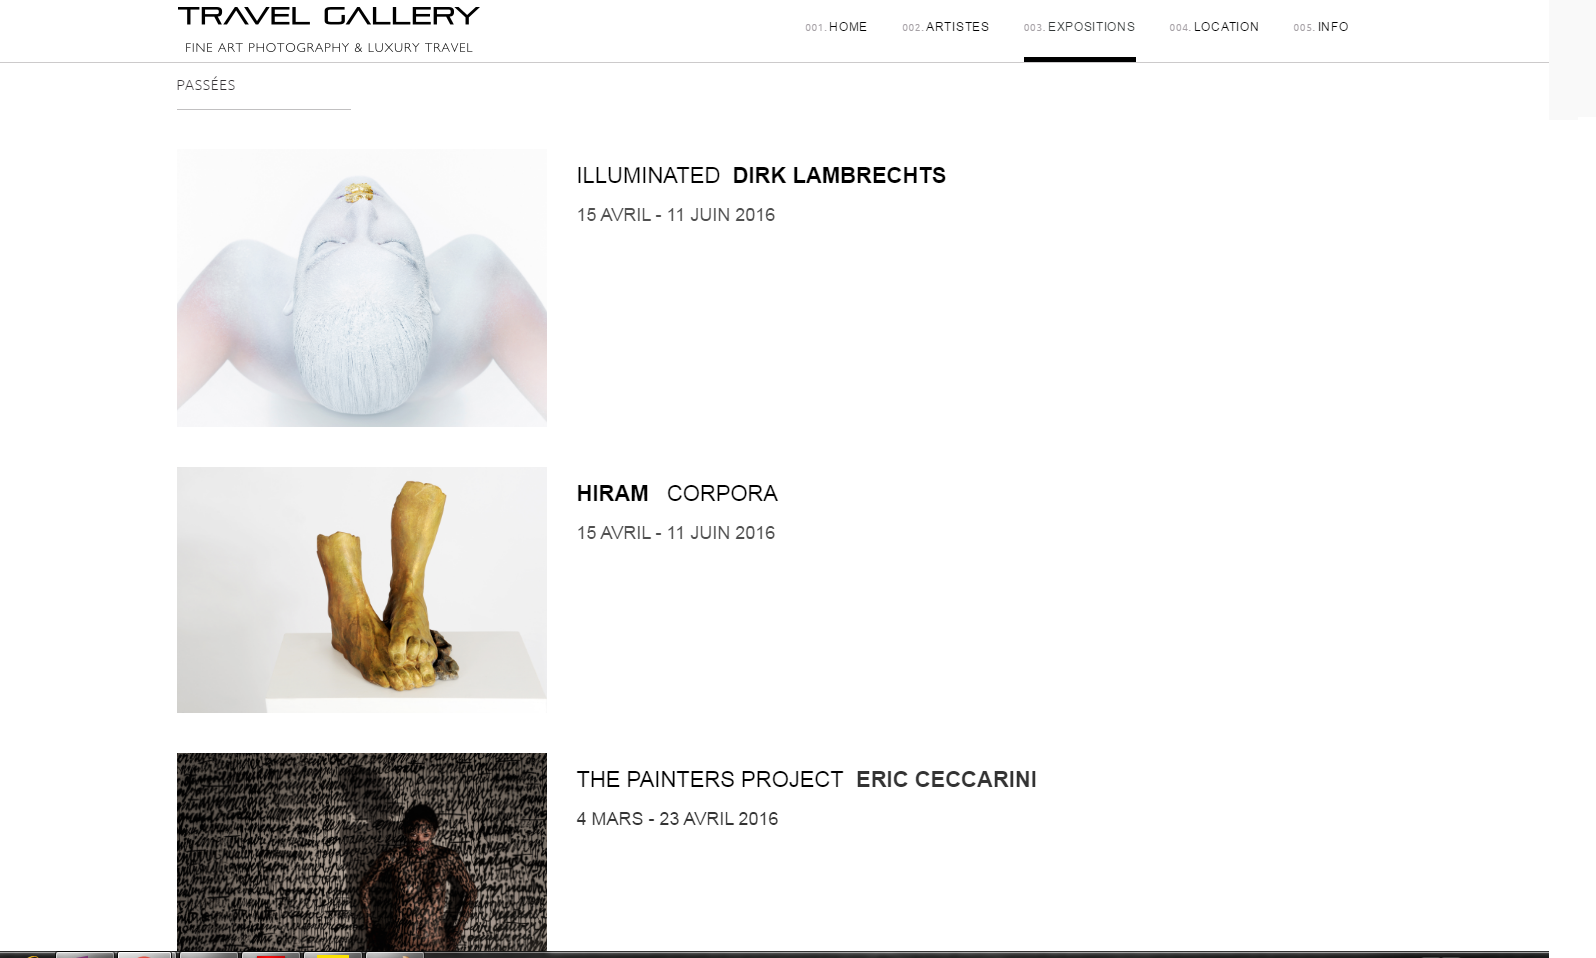 TRAVEL GALLERY
FINE ART PHOTOGRAPHY & LUXURY TRAVEL
001. HOME 002. ARTISTES 003. EXPOSITIONS 004. LOCATION 005. INFO
PASSÉES
ILLUMINATED DIRK LAMBRECHTS
15 AVRIL - 11 JUIN 2016
HIRAM CORPORA
15 AVRIL - 11 JUIN 2016
THE PAINTERS PROJECT ERIC CECCARINI
4 MARS - 23 AVRIL 2016